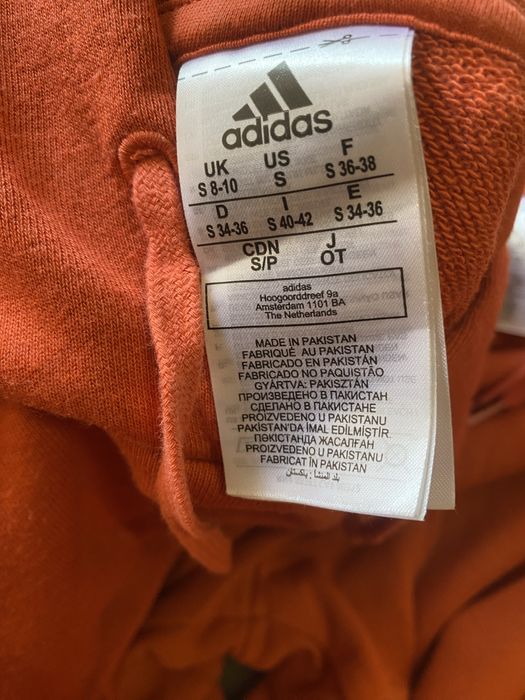 adidas
UK US F
S 8-10 S S 36-38
D I E
S 34-36 S 40-42 S 34-36
CDN J
S/P OT
adidas
Hoogoorddreef 9a
Amsterdam 1101 BA
The Netherlands
MADE IN PAKISTAN
FABRIQUÉ AU PAKISTAN
FABRICADO EN PAKISTÁN
FABRICADO NO PAQUISTÃO
GYÁRTVA: PAKISZTÁN
ПРОИЗВЕДЕНО В ПАКИСТАН
СДЕЛАНО В ПАКИСТАНЕ
PROIZVEDENO U PAKISTANU
PAKİSTAN'DA İMAL EDİLMİŞTİR
ПӘКІСТАНДА ЖАСАЛҒАН
PROIZVEDENO U PAKISTANU
FABRICAT ÎN PAKISTAN
بلد المنشأ : باكستان